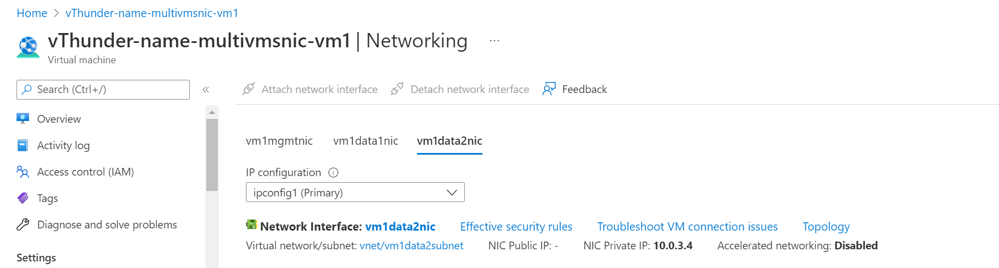 Home > vThunder-name-multivmsnic-vm1
vThunder-name-multivmsnic-vm1 | Networking ...
Virtual machine
Search (Ctrl+/)
«
Attach network interface
Detach network interface
Feedback
Overview
Activity log
Access control (IAM)
Tags
Diagnose and solve problems
Settings
vm1mgmtnic vm1data1nic vm1data2nic
IP configuration
ipconfig1 (Primary)
Network Interface: vm1data2nic Effective security rules Troubleshoot VM connection issues Topology
Virtual network/subnet: vnet/vm1data2subnet NIC Public IP: - NIC Private IP: 10.0.3.4 Accelerated networking: Disabled